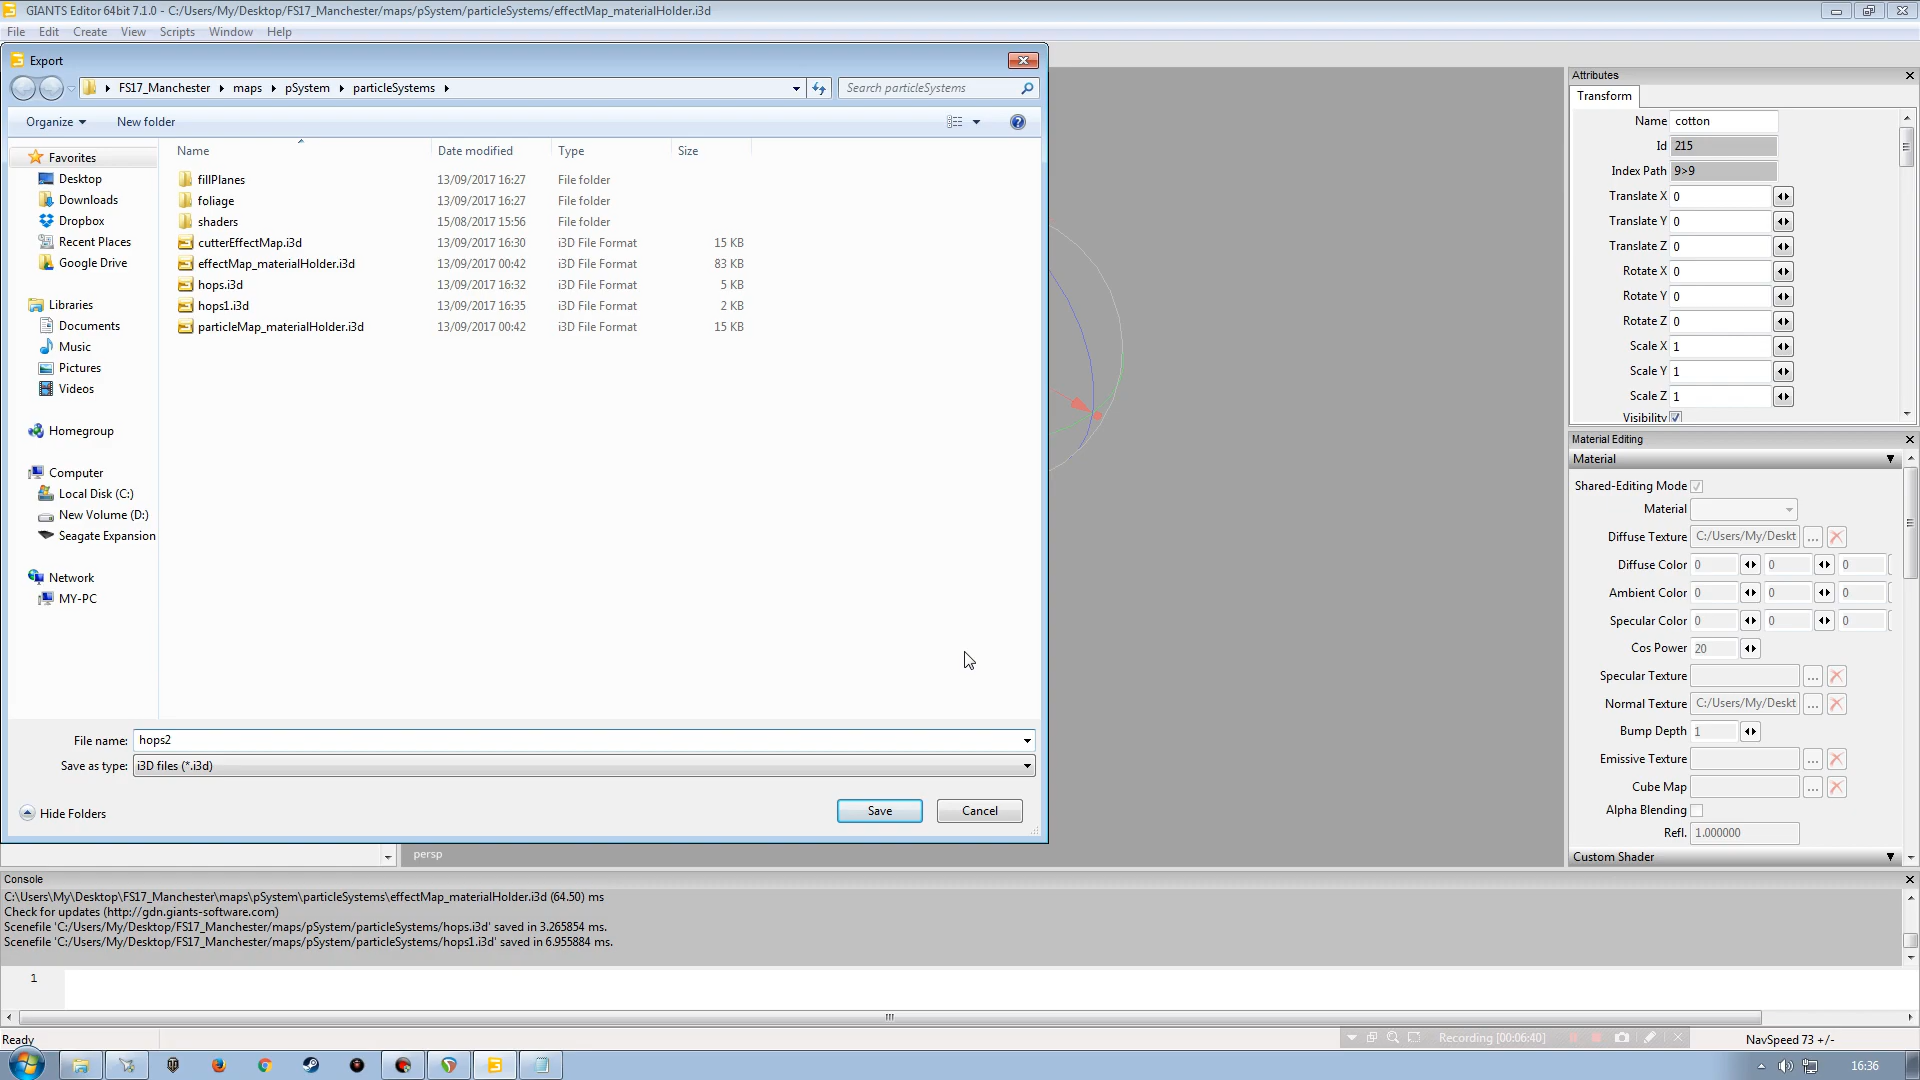 GIANTS Editor 64bit 7.1.0 - C:/Users/My/Desktop/FS17_Manchester/maps/pSystem/particleSystems/effectMap_materialHolder.i3d
File Edit Create View Scripts Window Help
Export
FS17_Manchester maps pSystem particleSystems
Search particleSystems
Organize New folder
Name Date modified Type Size
fillPlanes 13/09/2017 16:27 File folder
foliage 13/09/2017 16:27 File folder
shaders 15/08/2017 15:56 File folder
cutterEffectMap.i3d 13/09/2017 16:30 i3D File Format 15 KB
effectMap_materialHolder.i3d 13/09/2017 00:42 i3D File Format 83 KB
hops.i3d 13/09/2017 16:32 i3D File Format 5 KB
hops1.i3d 13/09/2017 16:35 i3D File Format 2 KB
particleMap_materialHolder.i3d 13/09/2017 00:42 i3D File Format 15 KB
Favorites
Desktop
Downloads
Dropbox
Recent Places
Google Drive
Libraries
Documents
Music
Pictures
Videos
Homegroup
Computer
Local Disk (C:)
New Volume (D:)
Seagate Expansion
Network
MY-PC
File name: hops2
Save as type: i3D files (*.i3d)
Hide Folders
Save Cancel
persp
Attributes
Transform
Name cotton
Id 215
Index Path 9>9
Translate X 0
Translate Y 0
Translate Z 0
Rotate X 0
Rotate Y 0
Rotate Z 0
Scale X 1
Scale Y 1
Scale Z 1
Visibility
Material Editing
Material
Shared-Editing Mode
Material
Diffuse Texture C:/Users/My/Deskt ...
Diffuse Color 0 0 0
Ambient Color 0 0 0
Specular Color 0 0 0
Cos Power 20
Specular Texture ...
Normal Texture C:/Users/My/Deskt ...
Bump Depth 1
Emissive Texture ...
Cube Map ...
Alpha Blending
Refl. 1.000000
Custom Shader
Console
C:\Users\My\Desktop\FS17_Manchester\maps\pSystem\particleSystems\effectMap_materialHolder.i3d (64.50) ms
Check for updates (http://gdn.giants-software.com)
Scenefile 'C:/Users/My/Desktop/FS17_Manchester/maps/pSystem/particleSystems/hops.i3d' saved in 3.265854 ms.
Scenefile 'C:/Users/My/Desktop/FS17_Manchester/maps/pSystem/particleSystems/hops1.i3d' saved in 6.955884 ms.
1
Ready
Recording [00:06:40]
NavSpeed 73 +/-
16:36